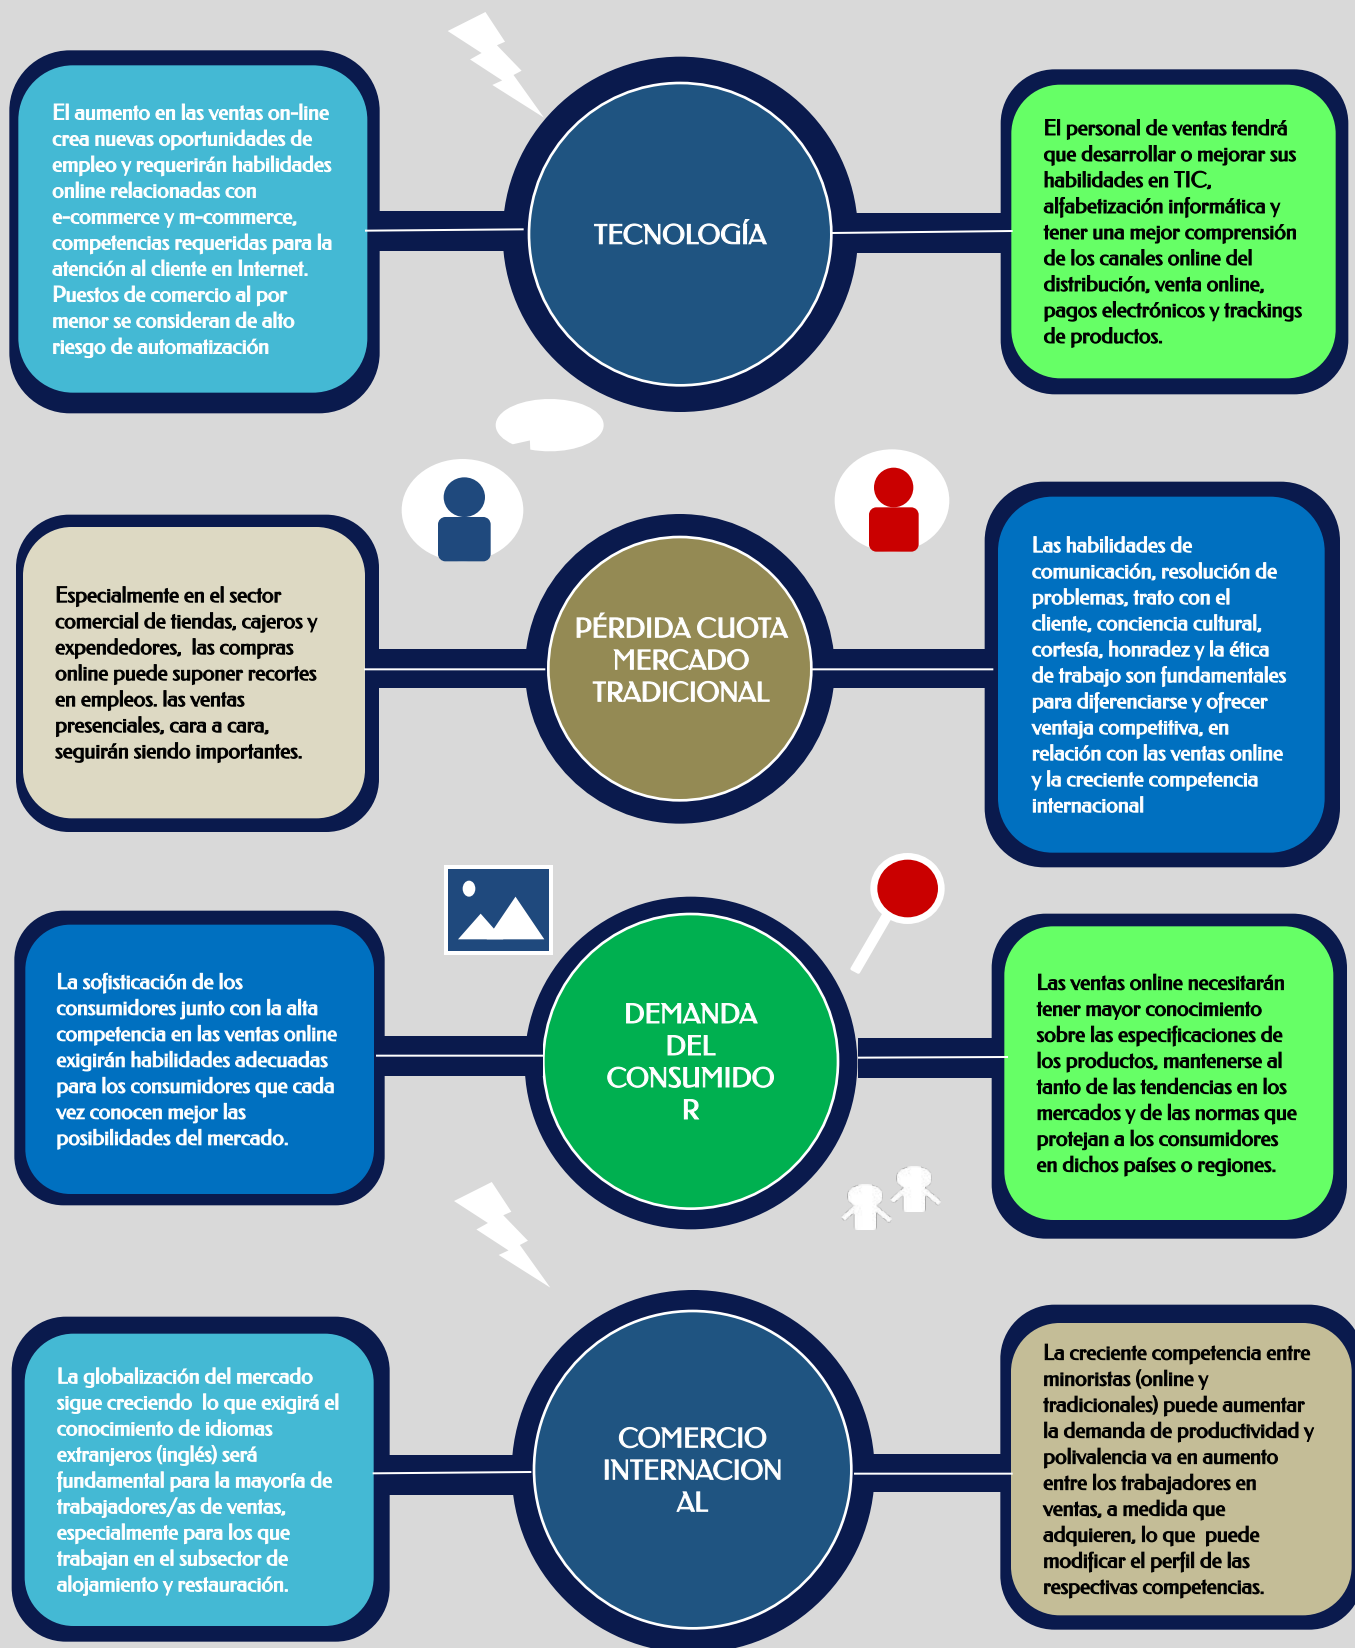 El aumento en las ventas on-line
crea nuevas oportunidades de
empleo y requerirán habilidades
online relacionadas con
e-commerce y m-commerce,
competencias requeridas para la
atención al cliente en Internet.
Puestos de comercio al por
menor se consideran de alto
riesgo de automatización
TECNOLOGÍA
El personal de ventas tendrá
que desarrollar o mejorar sus
habilidades en TIC,
alfabetización informática y
tener una mejor comprensión
de los canales online del
distribución, venta online,
pagos electrónicos y trackings
de productos.
Especialmente en el sector
comercial de tiendas, cajeros y
expendedores,  las compras
online puede suponer recortes
en empleos. las ventas
presenciales, cara a cara,
seguirán siendo importantes.
PÉRDIDA CUOTA
MERCADO
TRADICIONAL
Las habilidades de
comunicación, resolución de
problemas, trato con el
cliente, conciencia cultural,
cortesía, honradez y la ética
de trabajo son fundamentales
para diferenciarse y ofrecer
ventaja competitiva, en
relación con las ventas online
y la creciente competencia
internacional
La sofisticación de los
consumidores junto con la alta
competencia en las ventas online
exigirán habilidades adecuadas
para los consumidores que cada
vez conocen mejor las
posibilidades del mercado.
DEMANDA
DEL
CONSUMIDO
R
Las ventas online necesitarán
tener mayor conocimiento
sobre las especificaciones de
los productos, mantenerse al
tanto de las tendencias en los
mercados y de las normas que
protejan a los consumidores
en dichos países o regiones.
La globalización del mercado
sigue creciendo  lo que exigirá el
conocimiento de idiomas
extranjeros (inglés) será
fundamental para la mayoría de
trabajadores/as de ventas,
especialmente para los que
trabajan en el subsector de
alojamiento y restauración.
COMERCIO
INTERNACION
AL
La creciente competencia entre
minoristas (online y
tradicionales) puede aumentar
la demanda de productividad y
polivalencia va en aumento
entre los trabajadores en
ventas, a medida que
adquieren, lo que  puede
modificar el perfil de las
respectivas competencias.